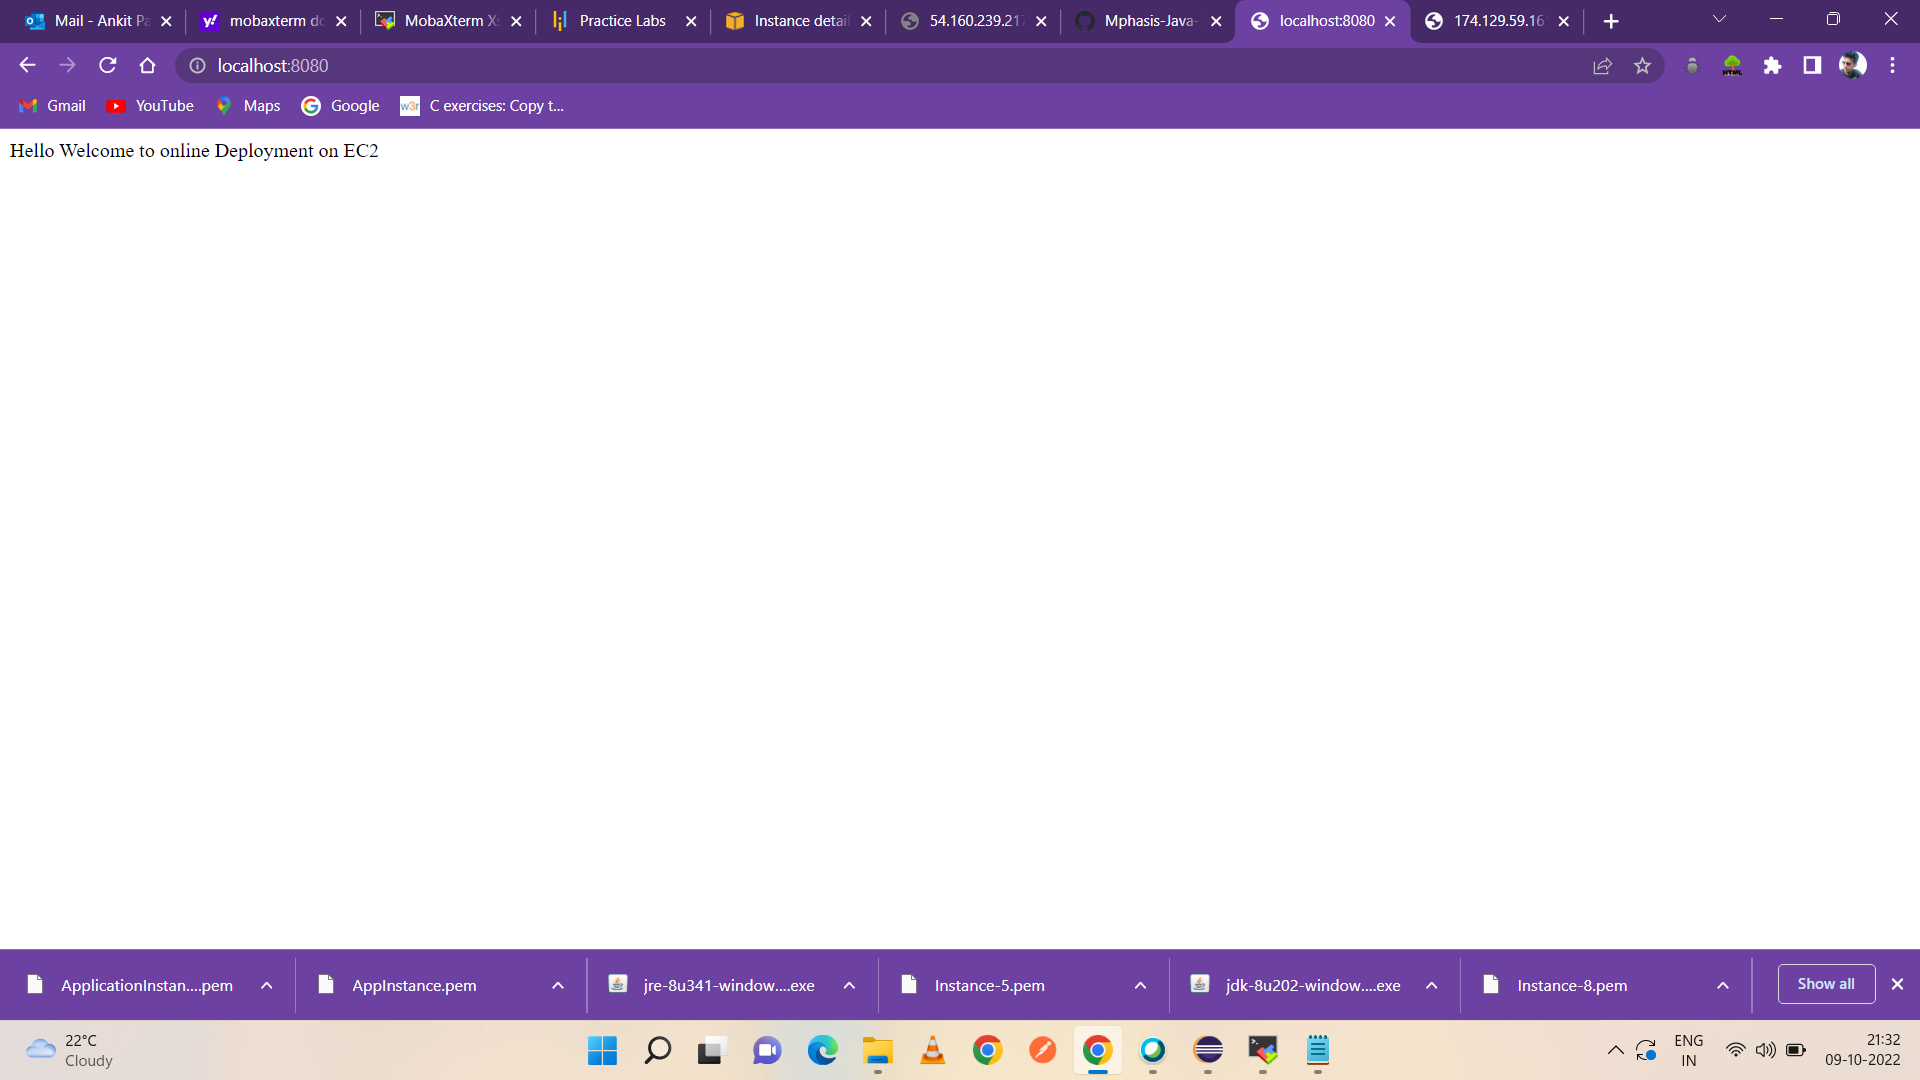 Mail - Ankit Pa
mobaxterm do
MobaXterm Xs
Practice Labs
Instance detail
54.160.239.217
Mphasis-Java-
localhost:8080
174.129.59.16
localhost:8080
Gmail
YouTube
Maps
Google
w3r
C exercises: Copy t...
Hello Welcome to online Deployment on EC2
ApplicationInstan....pem
AppInstance.pem
jre-8u341-window....exe
Instance-5.pem
jdk-8u202-window....exe
Instance-8.pem
Show all
22°C
Cloudy
ENG
IN
21:32
09-10-2022